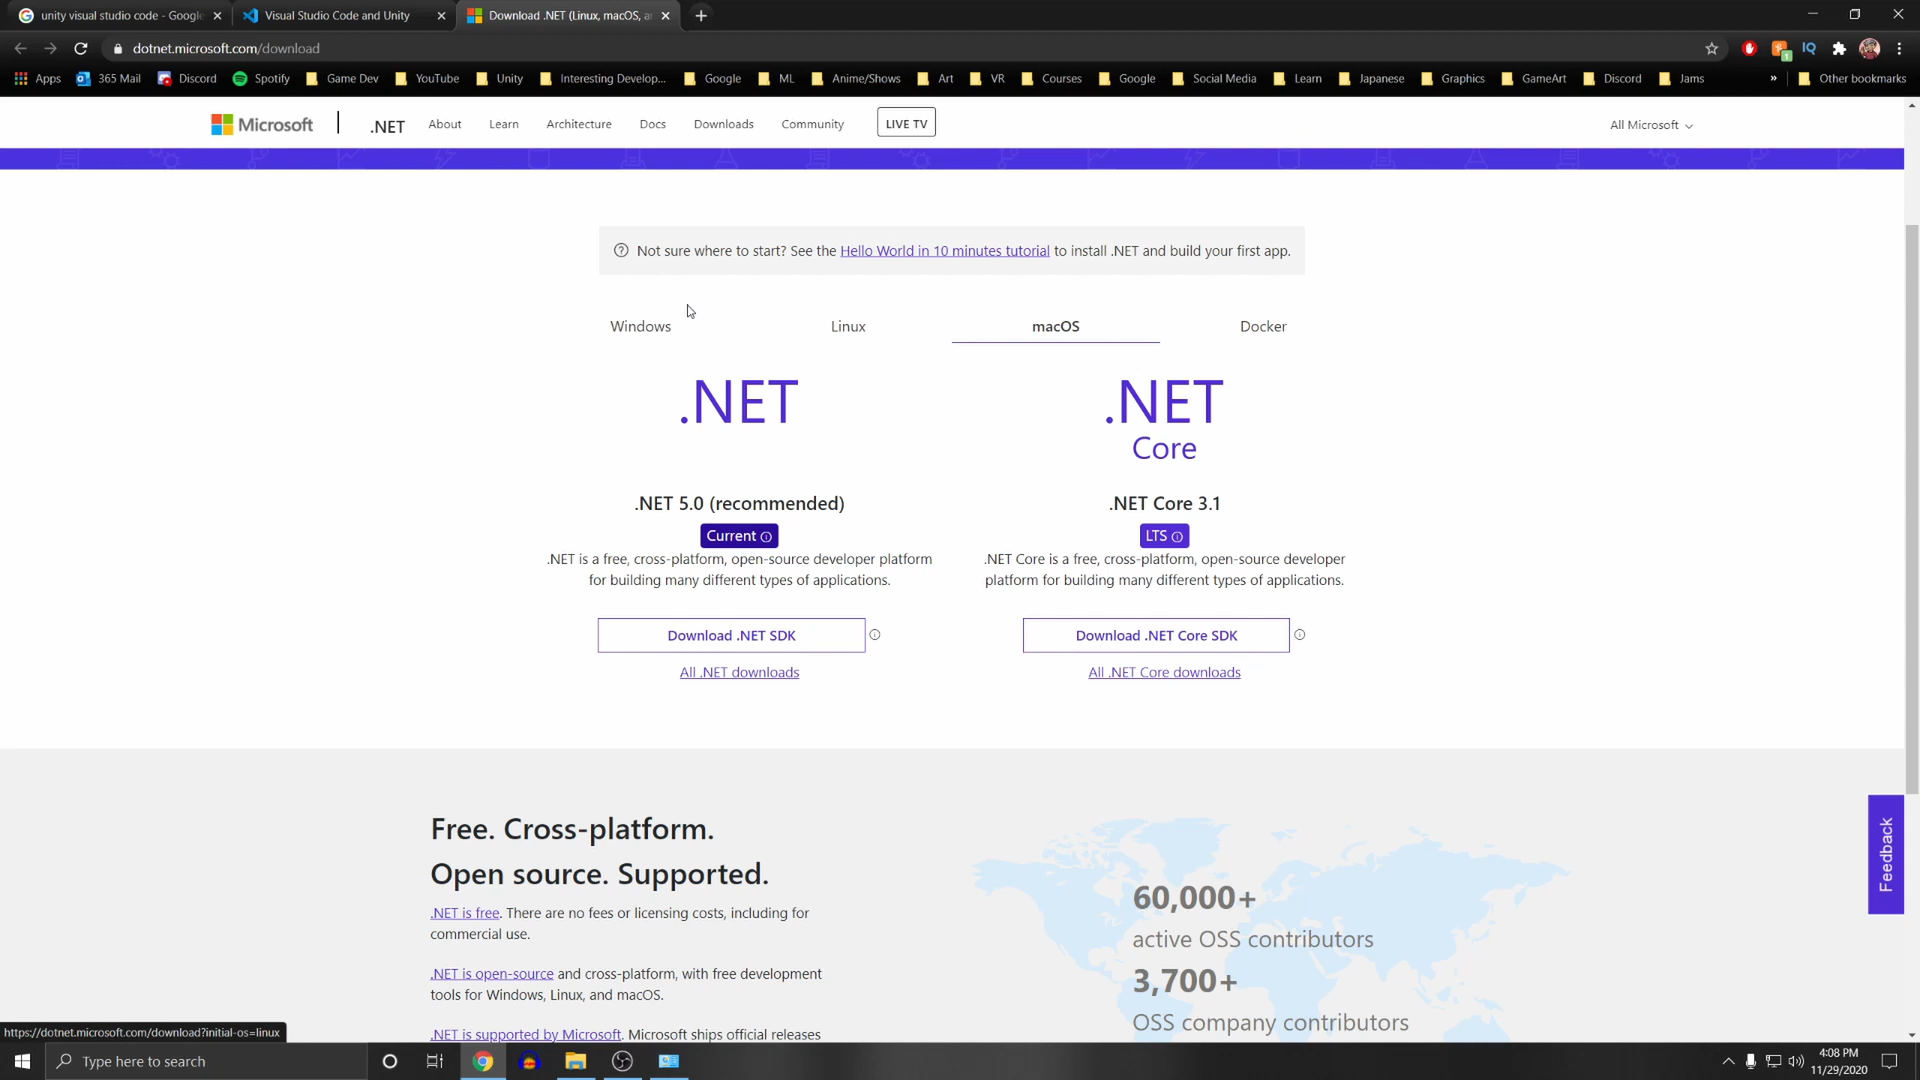 unity visual studio code - Google
Visual Studio Code and Unity
Download .NET (Linux, macOS, an
dotnet.microsoft.com/download
Apps
365 Mail
Discord
Spotify
Game Dev
YouTube
Unity
Interesting Develop...
Google
ML
Anime/Shows
Art
VR
Courses
Google
Social Media
Learn
Japanese
Graphics
GameArt
Discord
Jams
»
Other bookmarks
Microsoft
.NET
About
Learn
Architecture
Docs
Downloads
Community
LIVE TV
All Microsoft
Not sure where to start? See the Hello World in 10 minutes tutorial to install .NET and build your first app.
Windows
Linux
macOS
Docker
.NET
.NET 5.0 (recommended)
Current
.NET is a free, cross-platform, open-source developer platform
for building many different types of applications.
Download .NET SDK
All .NET downloads
.NET
Core
.NET Core 3.1
LTS
.NET Core is a free, cross-platform, open-source developer
platform for building many different types of applications.
Download .NET Core SDK
All .NET Core downloads
Free. Cross-platform.
Open source. Supported.
.NET is free. There are no fees or licensing costs, including for
commercial use.
.NET is open-source and cross-platform, with free development
tools for Windows, Linux, and macOS.
.NET is supported by Microsoft. Microsoft ships official releases
60,000+
active OSS contributors
3,700+
OSS company contributors
Feedback
https://dotnet.microsoft.com/download?initial-os=linux
Type here to search
4:08 PM
11/29/2020